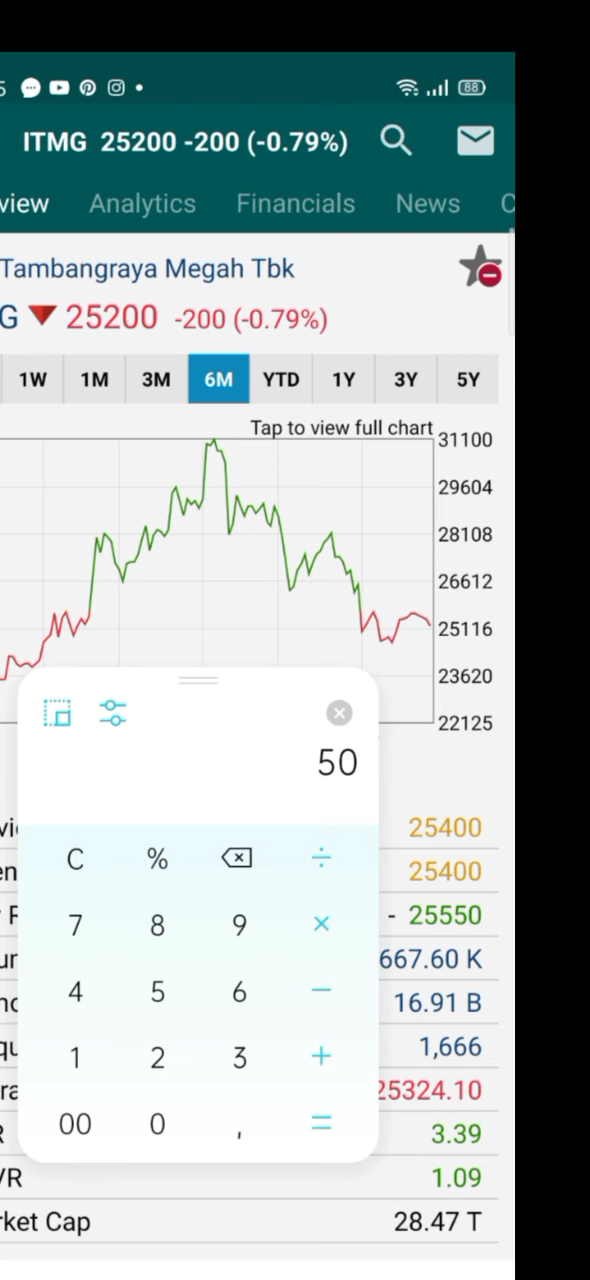 5 88
ITMG 25200 -200 (-0.79%)
view Analytics Financials News C
Tambangraya Megah Tbk
G 25200 -200 (-0.79%)
1W 1M 3M 6M YTD 1Y 3Y 5Y
Tap to view full chart
31100
29604
28108
26612
25116
23620
22125
50
25400
25400
- 25550
667.60 K
16.91 B
1,666
25324.10
R 3.39
/R 1.09
rket Cap 28.47 T
C % ÷
7 8 9 ×
4 5 6 −
1 2 3 +
00 0 , =